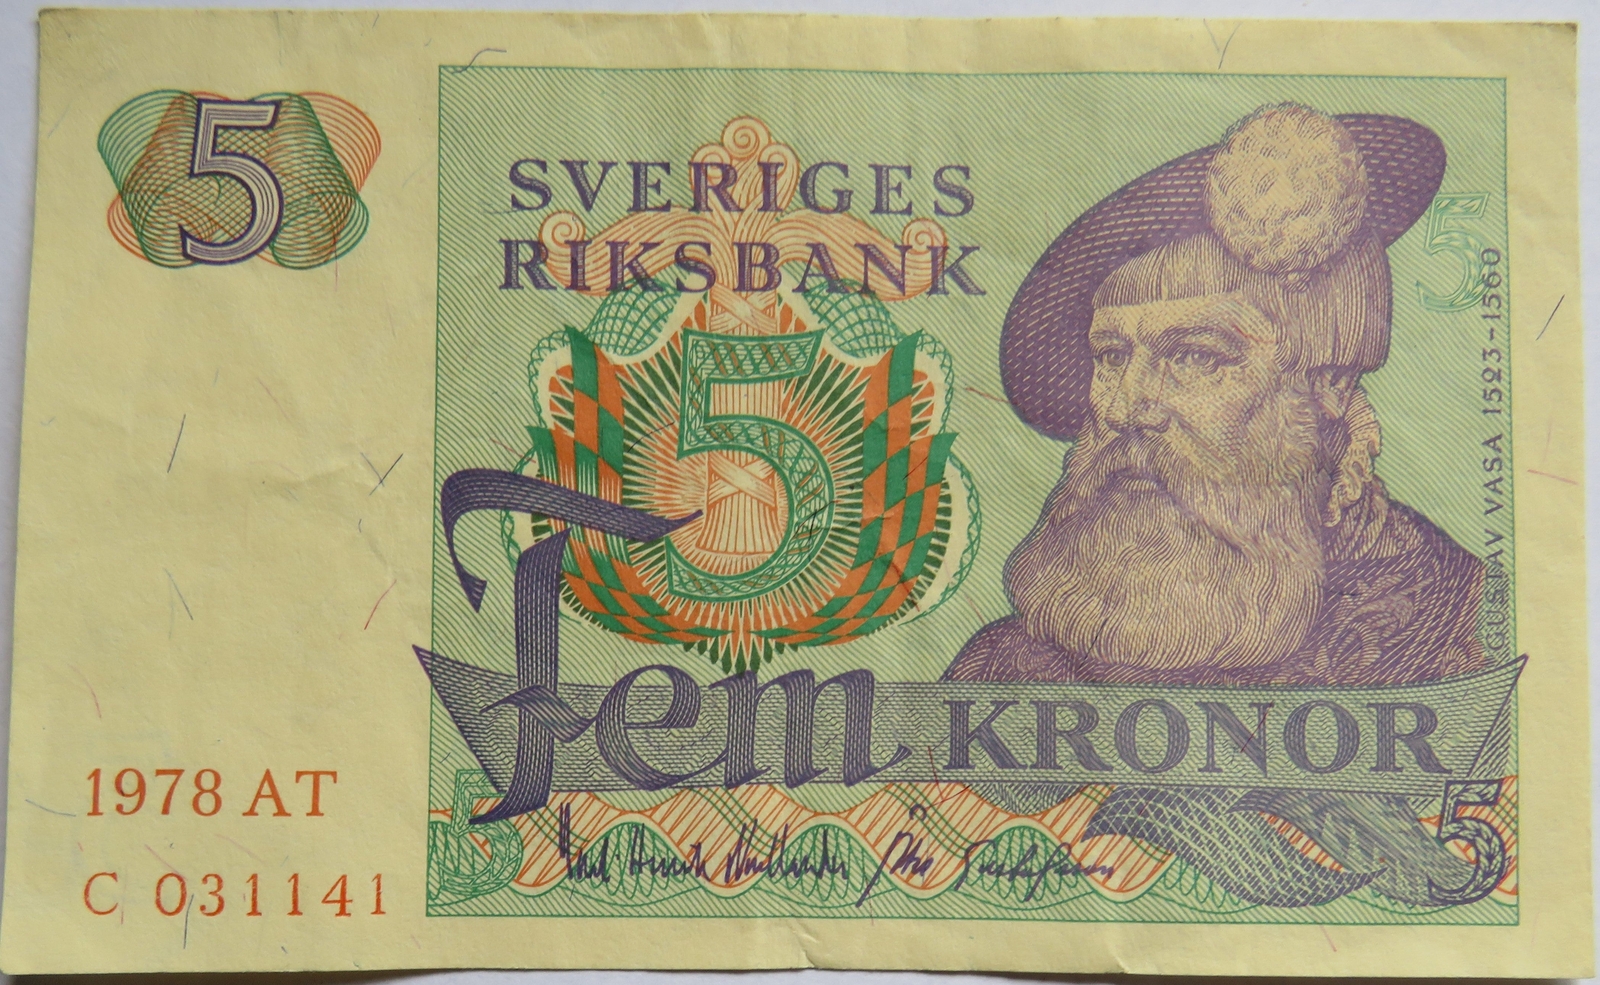 5
SVERIGES
RIKSBANK
5
5
GUSTAV VASA 1523-1560
Fem KRONOR
1978 AT
C 031141
5
5